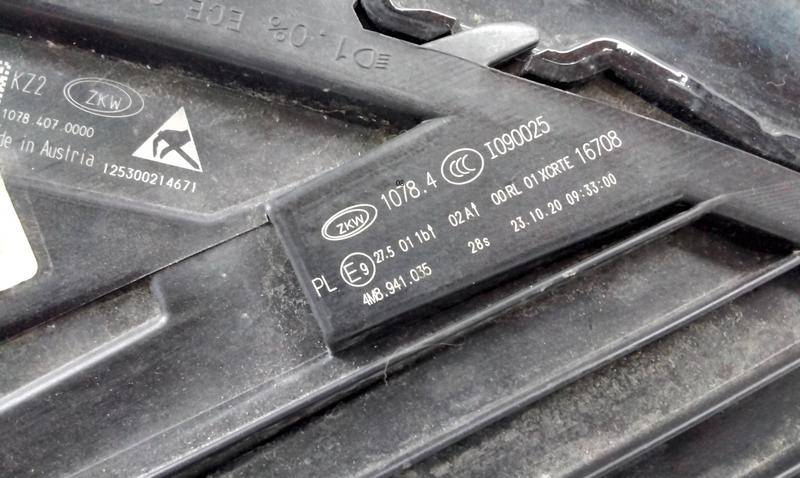 D1.0% ECE
KZ2 ZKW
1078.407.0000
in Austria 125300214671
ZKW 1078.4 CCC I090025
PL E9 27.5 01 1b1 02A1 00RL 01XCRTE 16708
4M8.941.035 28s 23.10.20 09:33:00